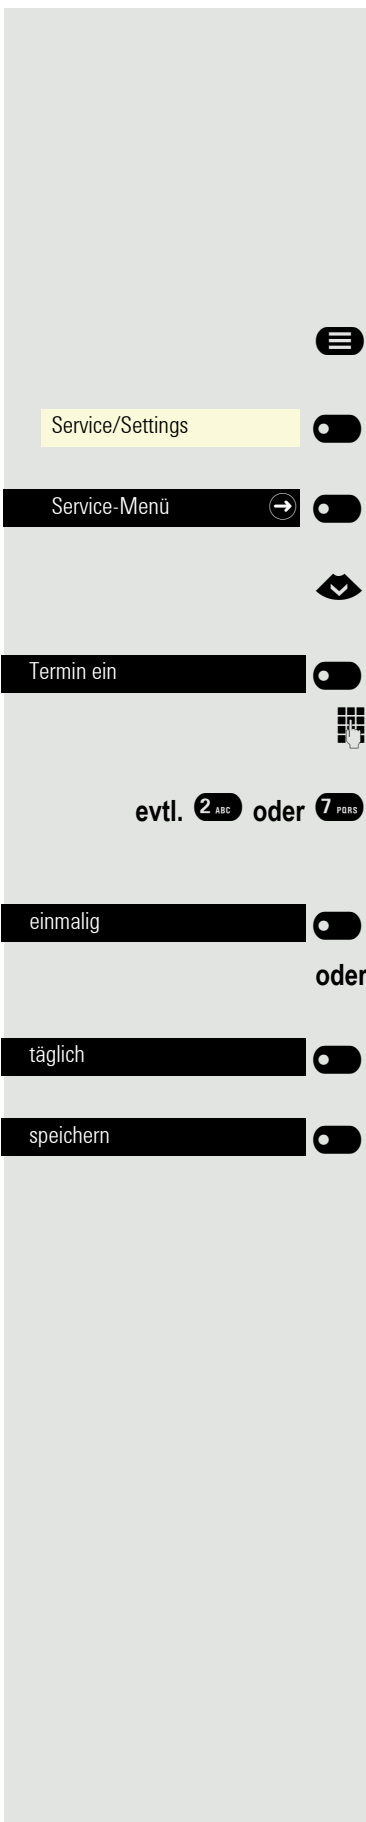 Service/Settings
Service-Menü
Termin ein
evtl. 2 ABC oder 7 PQRS
einmalig
oder
täglich
speichern